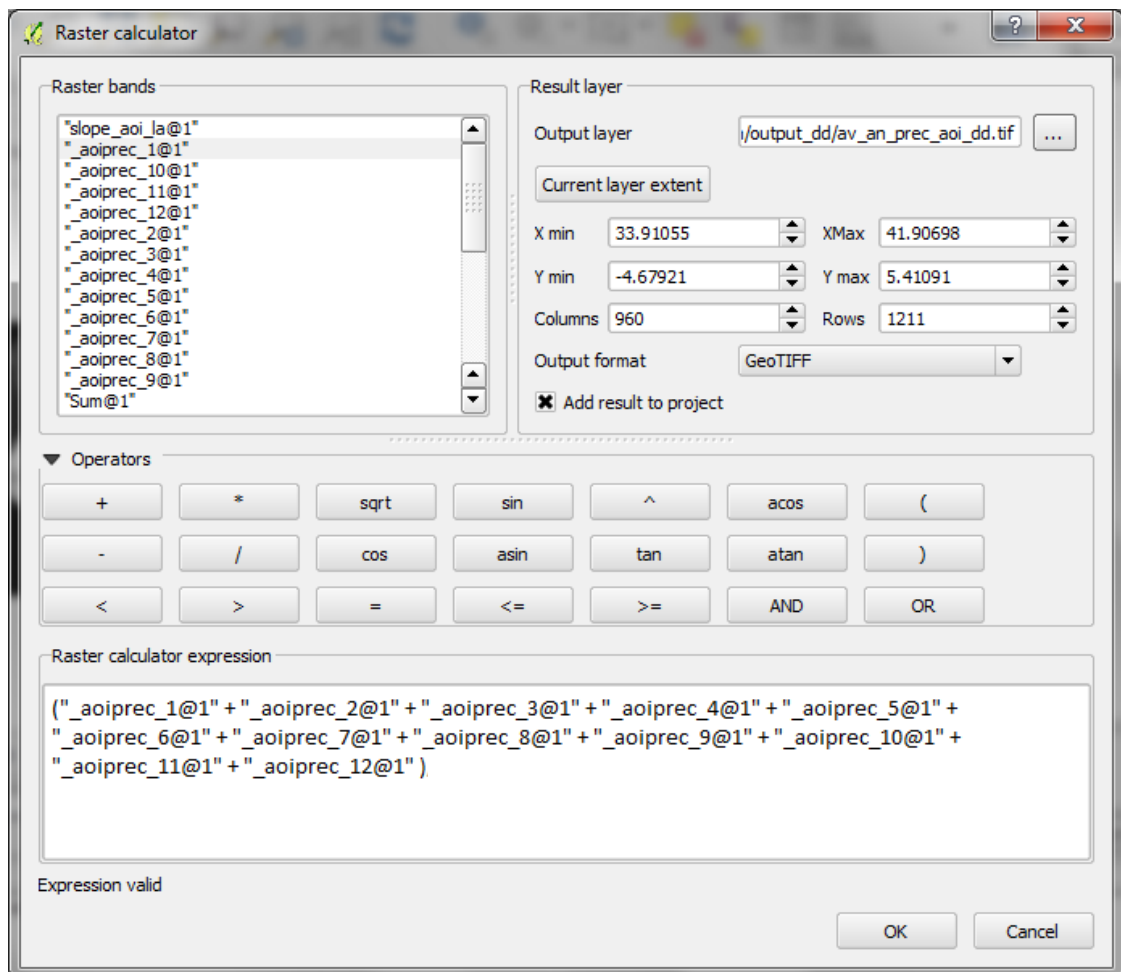 Raster calculator
Raster bands
"slope_aoi_la@1"
"_aoiprec_1@1"
"_aoiprec_10@1"
"_aoiprec_11@1"
"_aoiprec_12@1"
"_aoiprec_2@1"
"_aoiprec_3@1"
"_aoiprec_4@1"
"_aoiprec_5@1"
"_aoiprec_6@1"
"_aoiprec_7@1"
"_aoiprec_8@1"
"_aoiprec_9@1"
"Sum@1"
Result layer
Output layer /output_dd/av_an_prec_aoi_dd.tif ...
Current layer extent
X min 33.91055 XMax 41.90698
Y min -4.67921 Y max 5.41091
Columns 960 Rows 1211
Output format GeoTIFF
Add result to project
Operators
+ * sqrt sin ^ acos (
- / cos asin tan atan )
< > = <= >= AND OR
Raster calculator expression
("_aoiprec_1@1" + "_aoiprec_2@1" + "_aoiprec_3@1" + "_aoiprec_4@1" + "_aoiprec_5@1" +
"_aoiprec_6@1" + "_aoiprec_7@1" + "_aoiprec_8@1" + "_aoiprec_9@1" + "_aoiprec_10@1" +
"_aoiprec_11@1" + "_aoiprec_12@1" )
Expression valid
OK Cancel